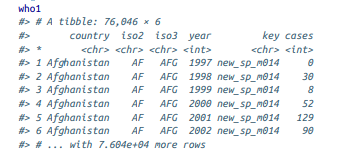 who1
#> # A tibble: 76,046 × 6
#> country iso2 iso3 year key cases
#> * <chr> <chr> <chr> <int> <chr> <int>
#> 1 Afghanistan AF AFG 1997 new_sp_m014 0
#> 2 Afghanistan AF AFG 1998 new_sp_m014 30
#> 3 Afghanistan AF AFG 1999 new_sp_m014 8
#> 4 Afghanistan AF AFG 2000 new_sp_m014 52
#> 5 Afghanistan AF AFG 2001 new_sp_m014 129
#> 6 Afghanistan AF AFG 2002 new_sp_m014 90
#> # ... with 7.604e+04 more rows